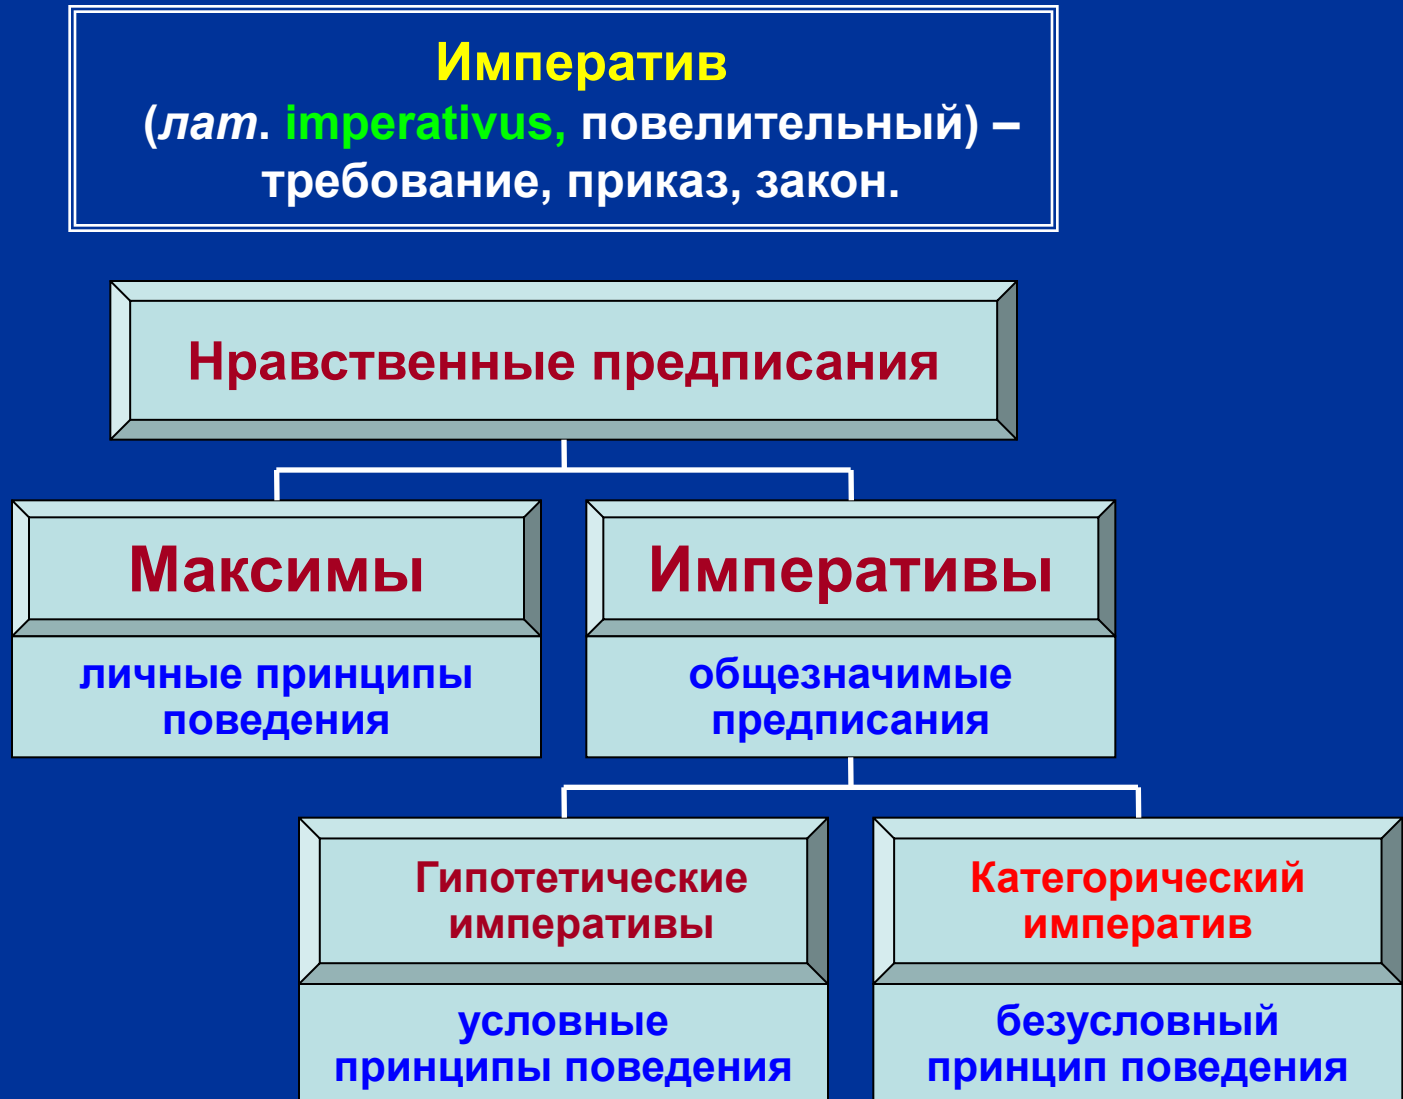 Императив
(лат. imperativus, повелительный) –
требование, приказ, закон.
Нравственные предписания
Максимы
личные принципы
поведения
Императивы
общезначимые
предписания
Гипотетические
императивы
условные
принципы поведения
Категорический
императив
безусловный
принцип поведения